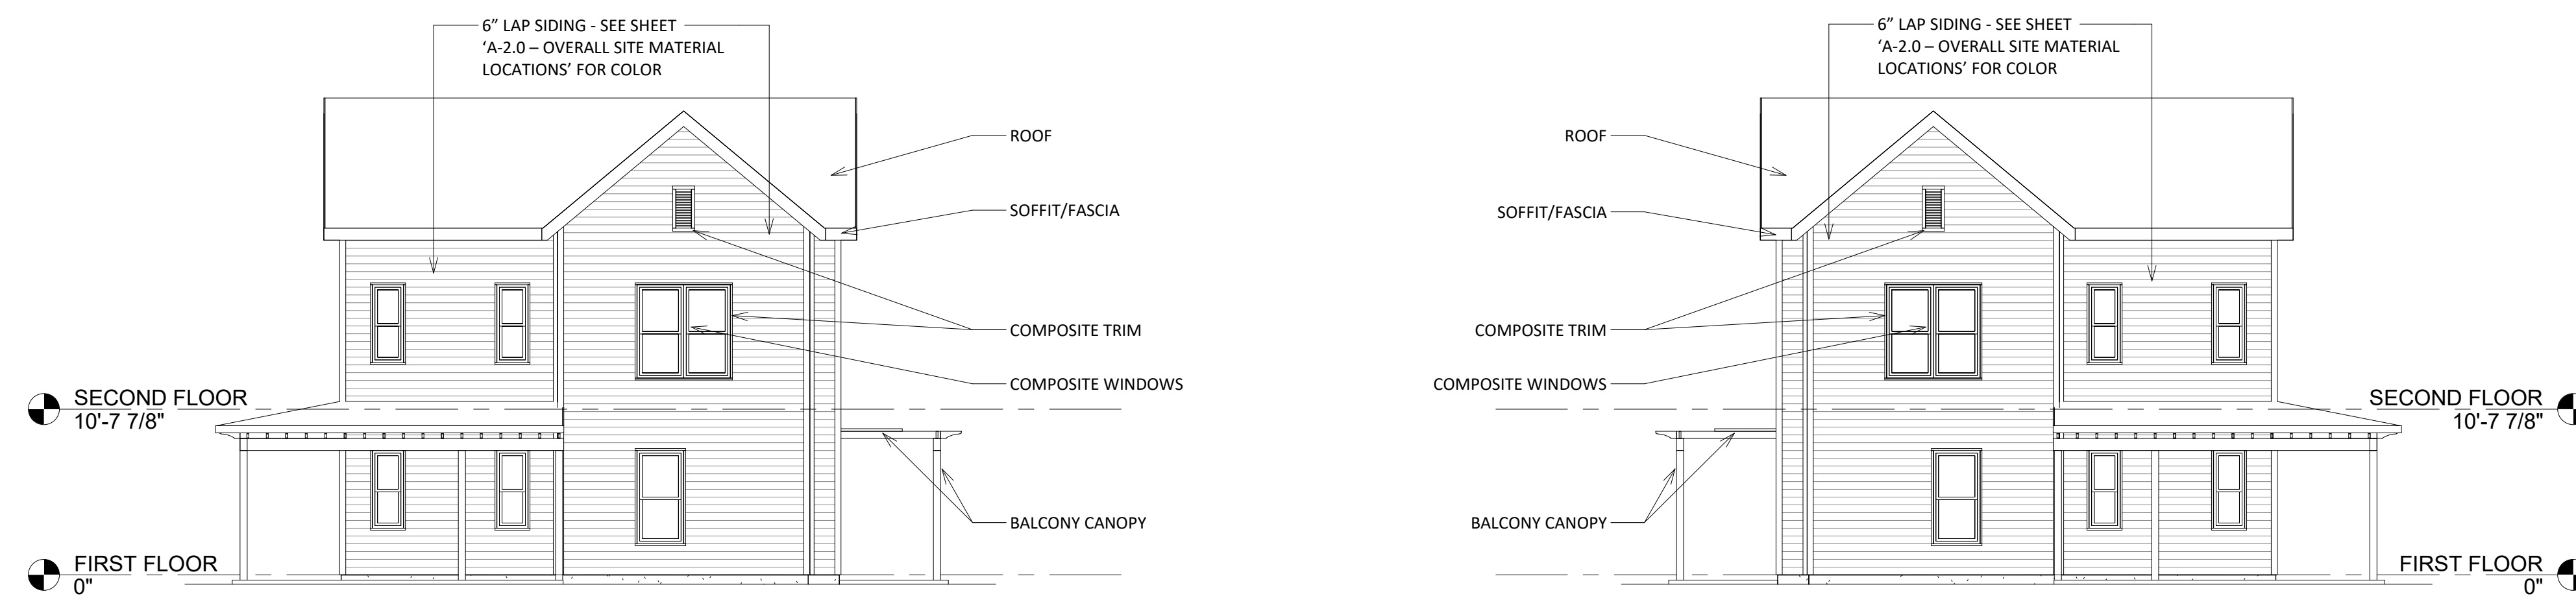 6” LAP SIDING - SEE SHEET
‘A-2.0 – OVERALL SITE MATERIAL
LOCATIONS’ FOR COLOR
ROOF
SOFFIT/FASCIA
COMPOSITE TRIM
COMPOSITE WINDOWS
SECOND FLOOR
10'-7 7/8"
BALCONY CANOPY
FIRST FLOOR
0"
6” LAP SIDING - SEE SHEET
‘A-2.0 – OVERALL SITE MATERIAL
LOCATIONS’ FOR COLOR
ROOF
SOFFIT/FASCIA
COMPOSITE TRIM
COMPOSITE WINDOWS
SECOND FLOOR
10'-7 7/8"
BALCONY CANOPY
FIRST FLOOR
0"